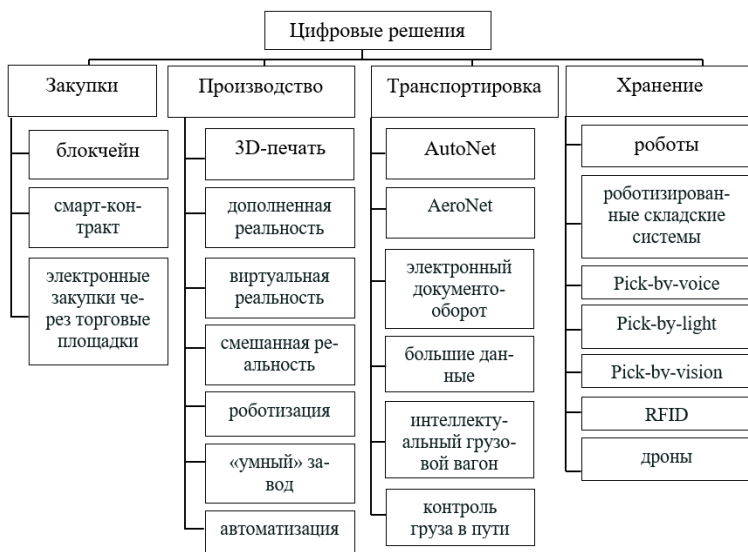 Цифровые решения
Закупки
блокчейн
смарт-кон-
тракт
электронные
закупки че-
рез торговые
площадки
Производство
3D-печать
дополненная
реальность
виртуальная
реальность
смешанная ре-
альность
роботизация
«умный» за-
вод
автоматизация
Транспортировка
AutoNet
AeroNet
электронный
документо-
оборот
большие дан-
ные
интеллекту-
альный грузо-
вой вагон
контроль
груза в пути
Хранение
роботы
роботизирован-
ные складские
системы
Pick-by-voice
Pick-by-light
Pick-by-vision
RFID
дроны